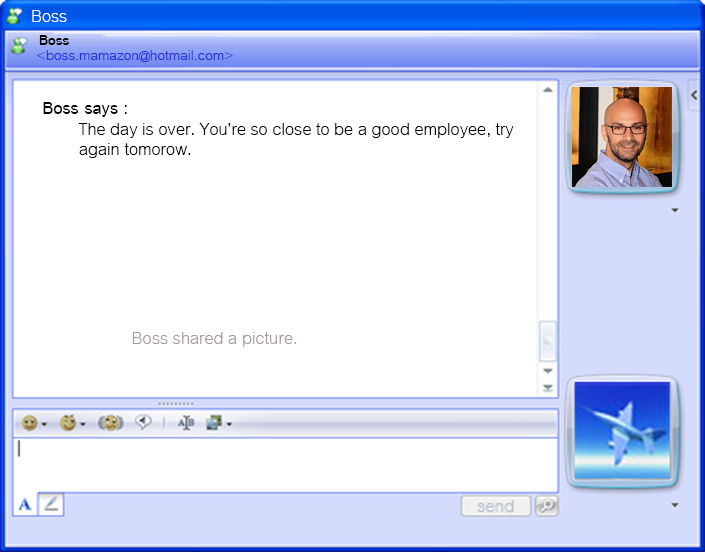 Boss
Boss
<boss.mamazon@hotmail.com>
Boss says :
The day is over. You're so close to be a good employee, try
again tomorow.
Boss shared a picture.
A B
A
send